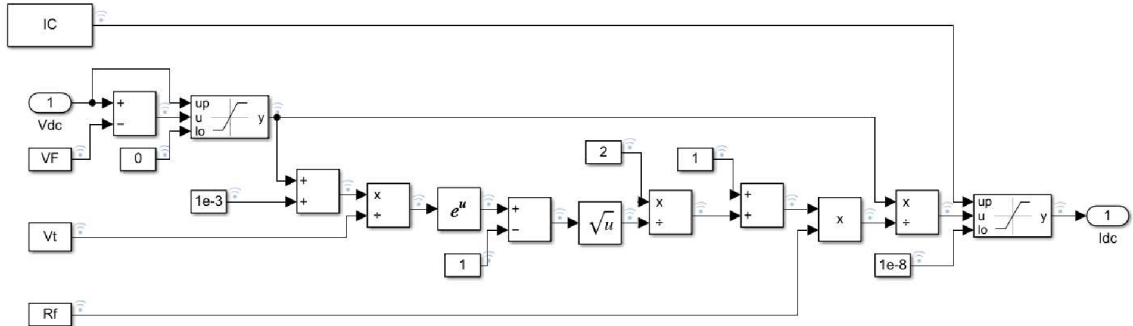 IC
1
Vdc
+
−
up
u
lo
y
VF
0
1e-3
+
+
x
÷
e^u
Vt
+
−
1
√u
2
x
÷
1
+
+
x
Rf
x
÷
1e-8
up
u
lo
y
1
Idc